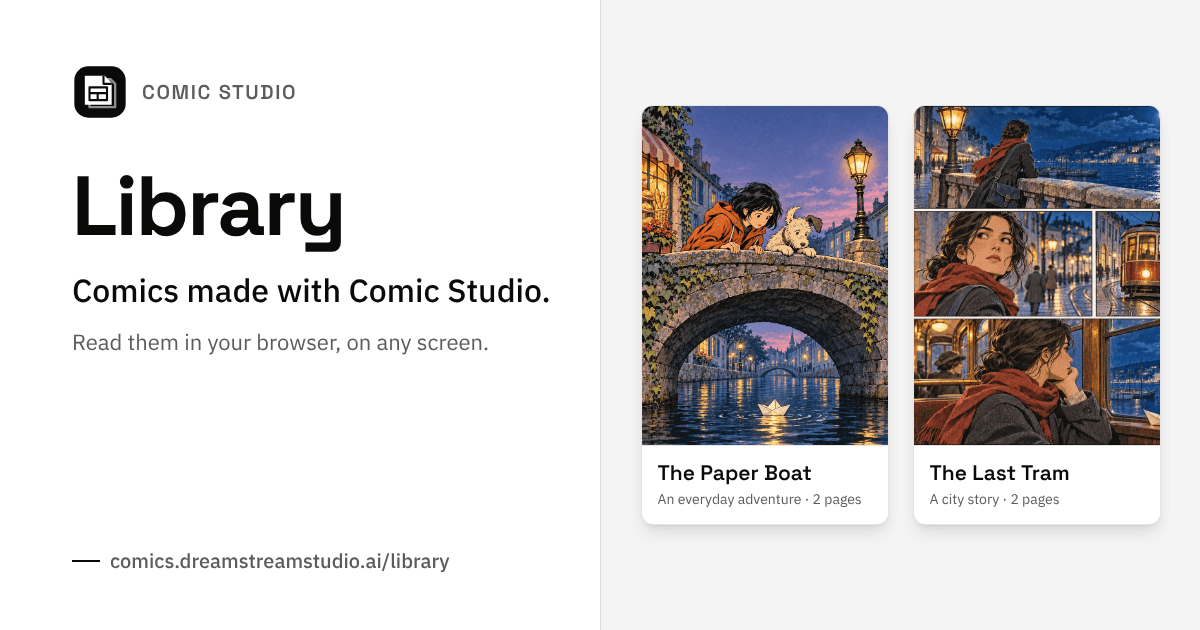 COMIC STUDIO
Library
Comics made with Comic Studio.
Read them in your browser, on any screen.
comics.dreamstreamstudio.ai/library
The Paper Boat
An everyday adventure · 2 pages
The Last Tram
A city story · 2 pages